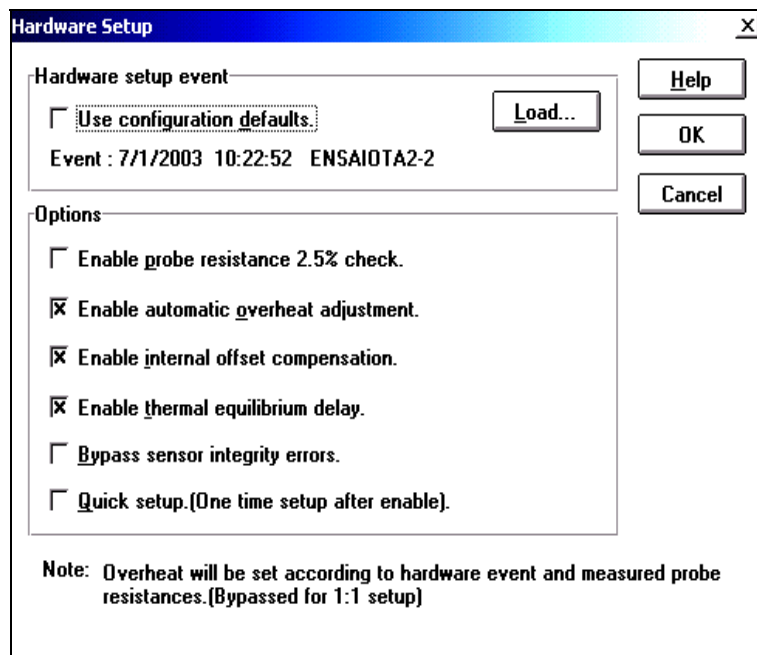 Hardware Setup
Hardware setup event
Use configuration defaults.
Load...
Event : 7/1/2003 10:22:52 ENSAIOTA2-2
Help
OK
Cancel
Options
Enable probe resistance 2.5% check.
Enable automatic overheat adjustment.
Enable internal offset compensation.
Enable thermal equilibrium delay.
Bypass sensor integrity errors.
Quick setup.(One time setup after enable).
Note: Overheat will be set according to hardware event and measured probe
resistances.(Bypassed for 1:1 setup)